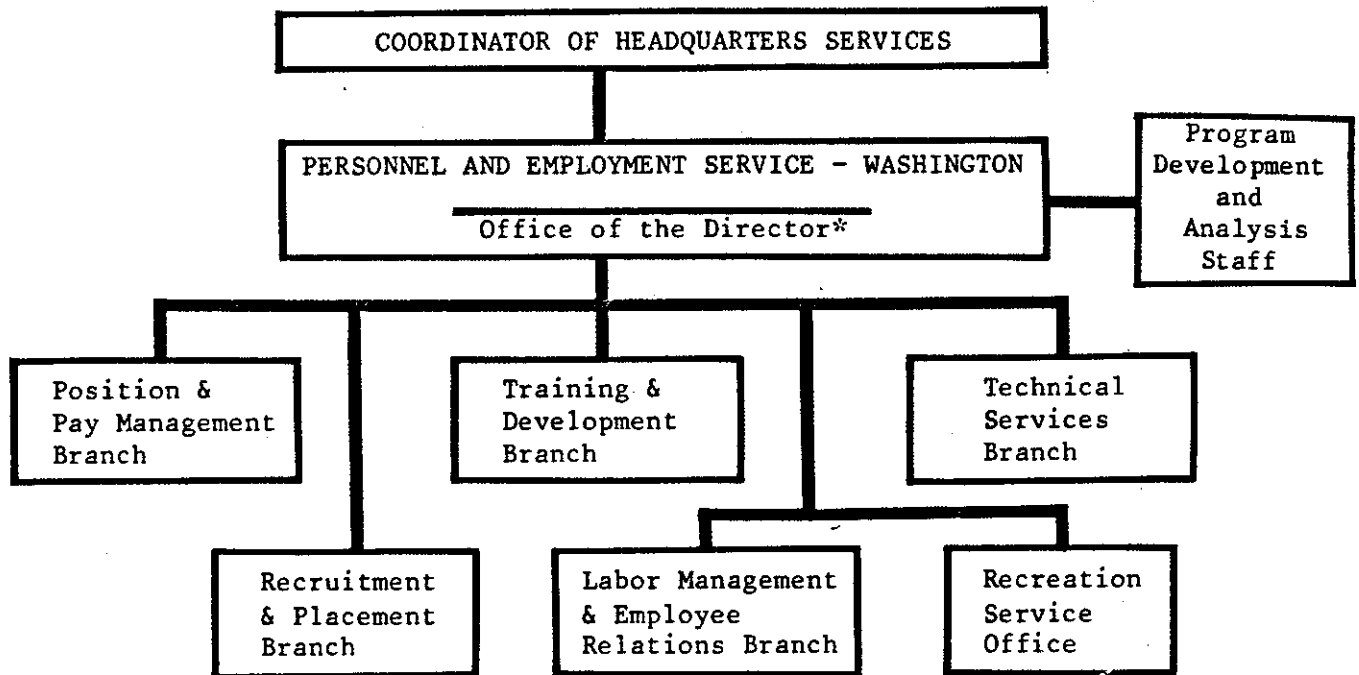 COORDINATOR OF HEADQUARTERS SERVICES
PERSONNEL AND EMPLOYMENT SERVICE - WASHINGTON
Office of the Director*
Program
Development
and
Analysis
Staff
Position &
Pay Management
Branch
Training &
Development
Branch
Technical
Services
Branch
Recruitment
& Placement
Branch
Labor Management
& Employee
Relations Branch
Recreation
Service
Office